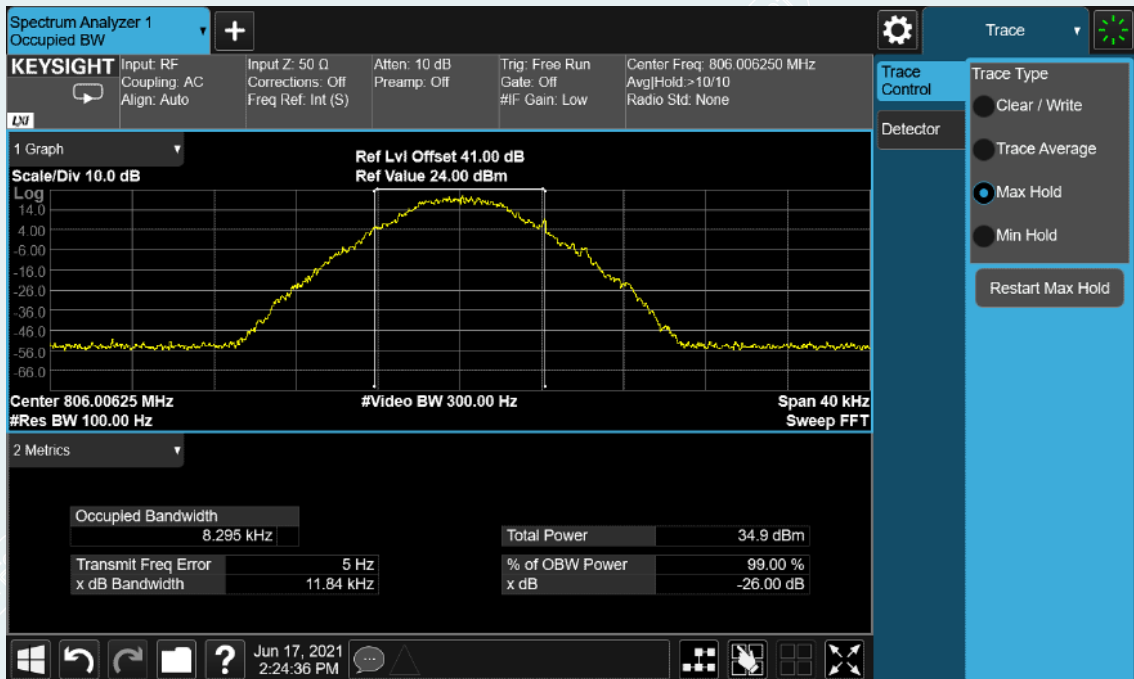 Spectrum Analyzer 1
Occupied BW
Trace
KEYSIGHT
LXI
Input: RF
Coupling: AC
Align: Auto
Input Z: 50 Ω
Corrections: Off
Freq Ref: Int (S)
Atten: 10 dB
Preamp: Off
Trig: Free Run
Gate: Off
#IF Gain: Low
Center Freq: 806.006250 MHz
Avg|Hold:>10/10
Radio Std: None
Trace Control
Detector
Trace Type
Clear / Write
Trace Average
Max Hold
Min Hold
Restart Max Hold
1 Graph
Scale/Div 10.0 dB
Ref Lvl Offset 41.00 dB
Ref Value 24.00 dBm
Log
14.0
4.00
-6.00
-16.0
-26.0
-36.0
-46.0
-56.0
-66.0
Center 806.00625 MHz
#Video BW 300.00 Hz
Span 40 kHz
#Res BW 100.00 Hz
Sweep FFT
2 Metrics
Occupied Bandwidth
8.295 kHz
Total Power 34.9 dBm
Transmit Freq Error 5 Hz
% of OBW Power 99.00 %
x dB Bandwidth 11.84 kHz
x dB -26.00 dB
?
Jun 17, 2021
2:24:36 PM